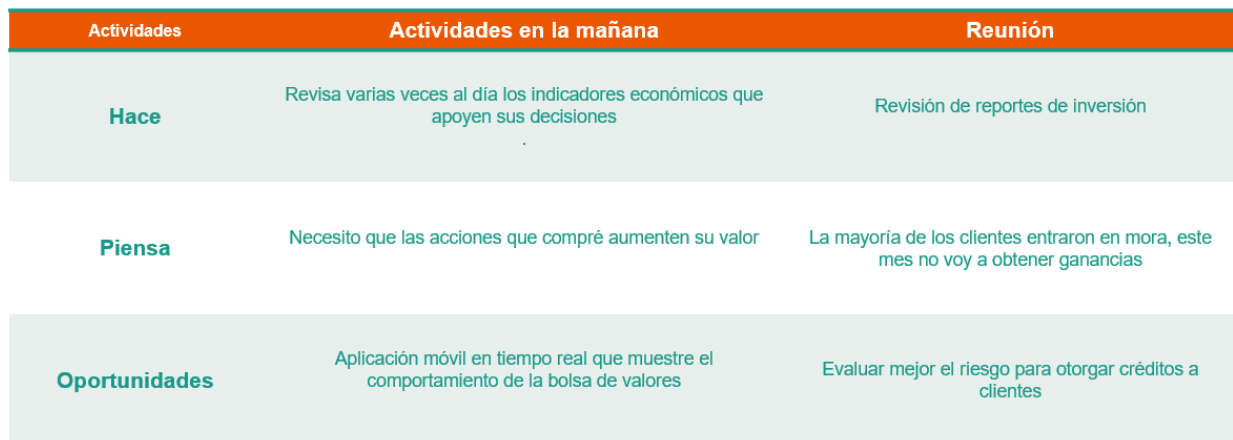 Actividades
Actividades en la mañana
Reunión
Hace
Revisa varias veces al día los indicadores económicos que
apoyen sus decisiones
.
Revisión de reportes de inversión
Piensa
Necesito que las acciones que compré aumenten su valor
La mayoría de los clientes entraron en mora, este
mes no voy a obtener ganancias
Oportunidades
Aplicación móvil en tiempo real que muestre el
comportamiento de la bolsa de valores
Evaluar mejor el riesgo para otorgar créditos a
clientes